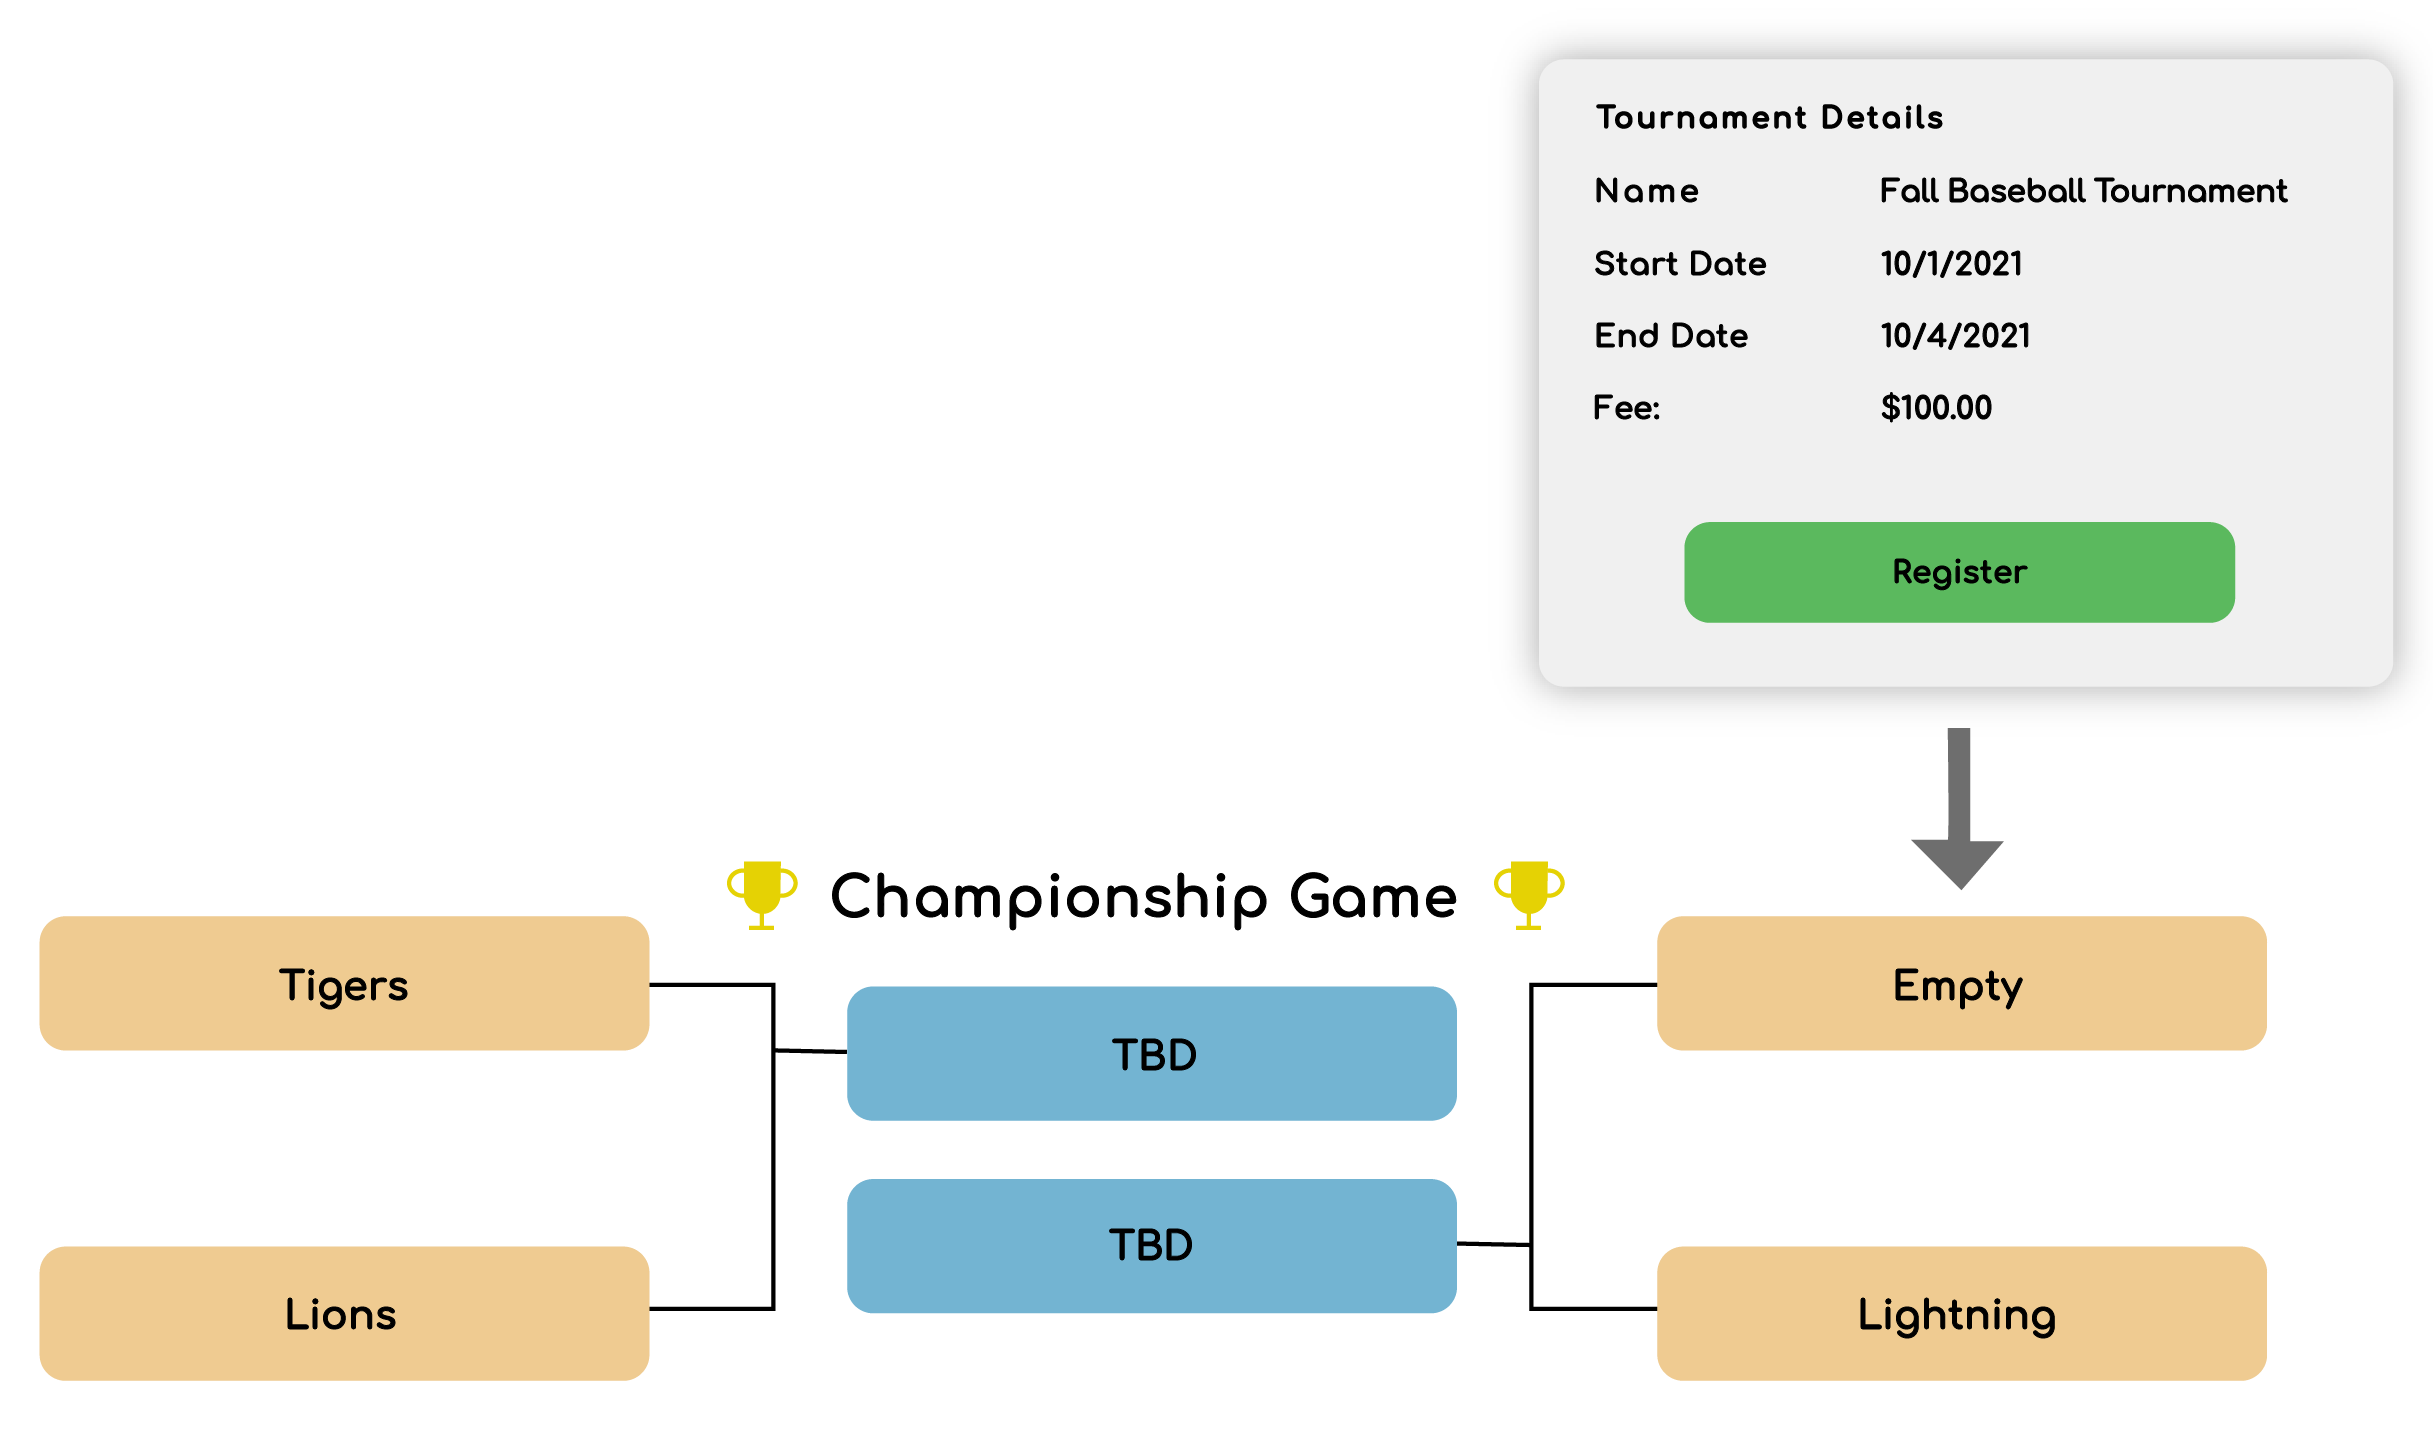 Tournament Details
Name Fall Baseball Tournament
Start Date 10/1/2021
End Date 10/4/2021
Fee: $100.00
Register
Championship Game
Tigers
Empty
TBD
TBD
Lions
Lightning